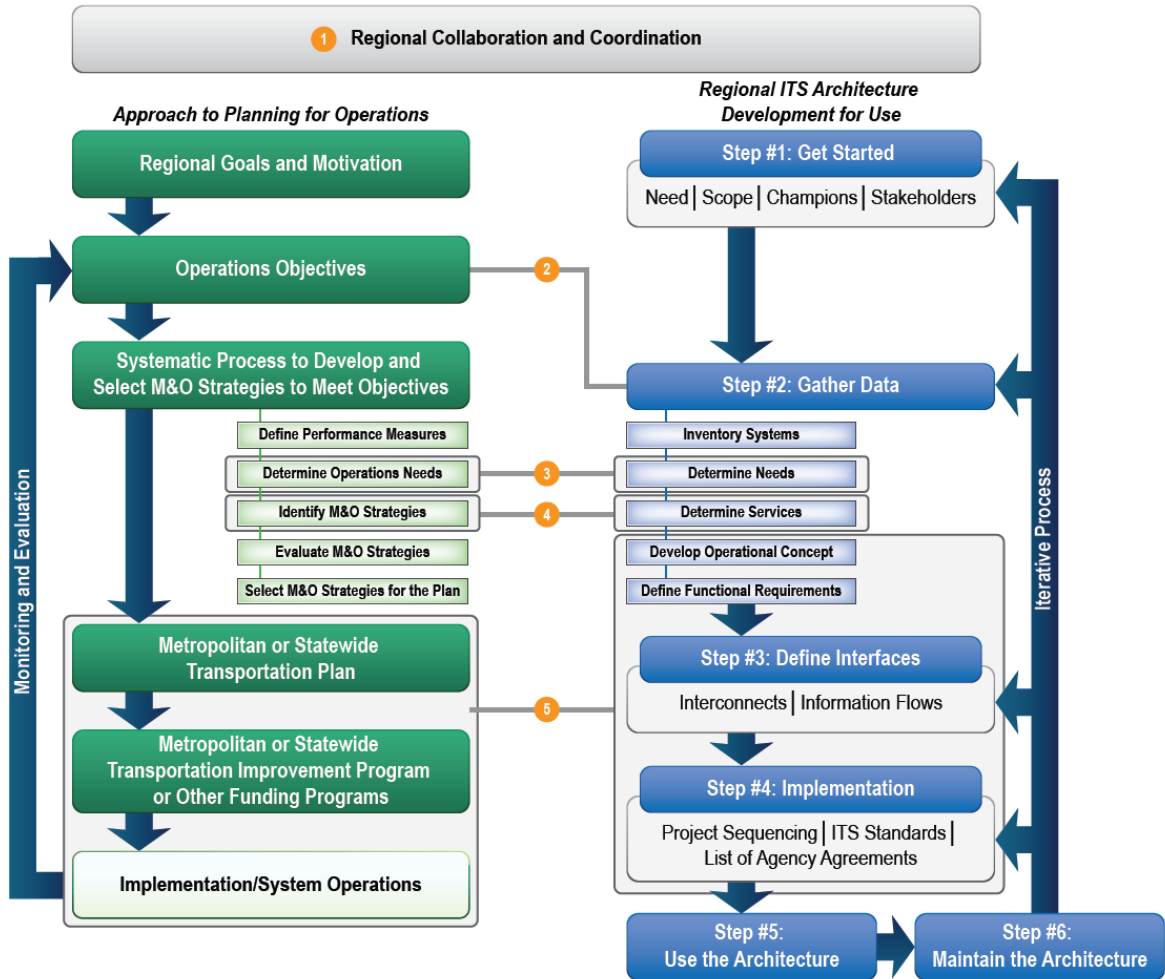 1 Regional Collaboration and Coordination
Approach to Planning for Operations
Regional Goals and Motivation
Operations Objectives
Systematic Process to Develop and
Select M&O Strategies to Meet Objectives
Define Performance Measures
Determine Operations Needs
Identify M&O Strategies
Evaluate M&O Strategies
Select M&O Strategies for the Plan
Metropolitan or Statewide
Transportation Plan
Metropolitan or Statewide
Transportation Improvement Program
or Other Funding Programs
Implementation/System Operations
Monitoring and Evaluation
2
3
4
5
Regional ITS Architecture
Development for Use
Step #1: Get Started
Need | Scope | Champions | Stakeholders
Step #2: Gather Data
Inventory Systems
Determine Needs
Determine Services
Develop Operational Concept
Define Functional Requirements
Step #3: Define Interfaces
Interconnects | Information Flows
Step #4: Implementation
Project Sequencing | ITS Standards |
List of Agency Agreements
Step #5:
Use the Architecture
Step #6:
Maintain the Architecture
Iterative Process